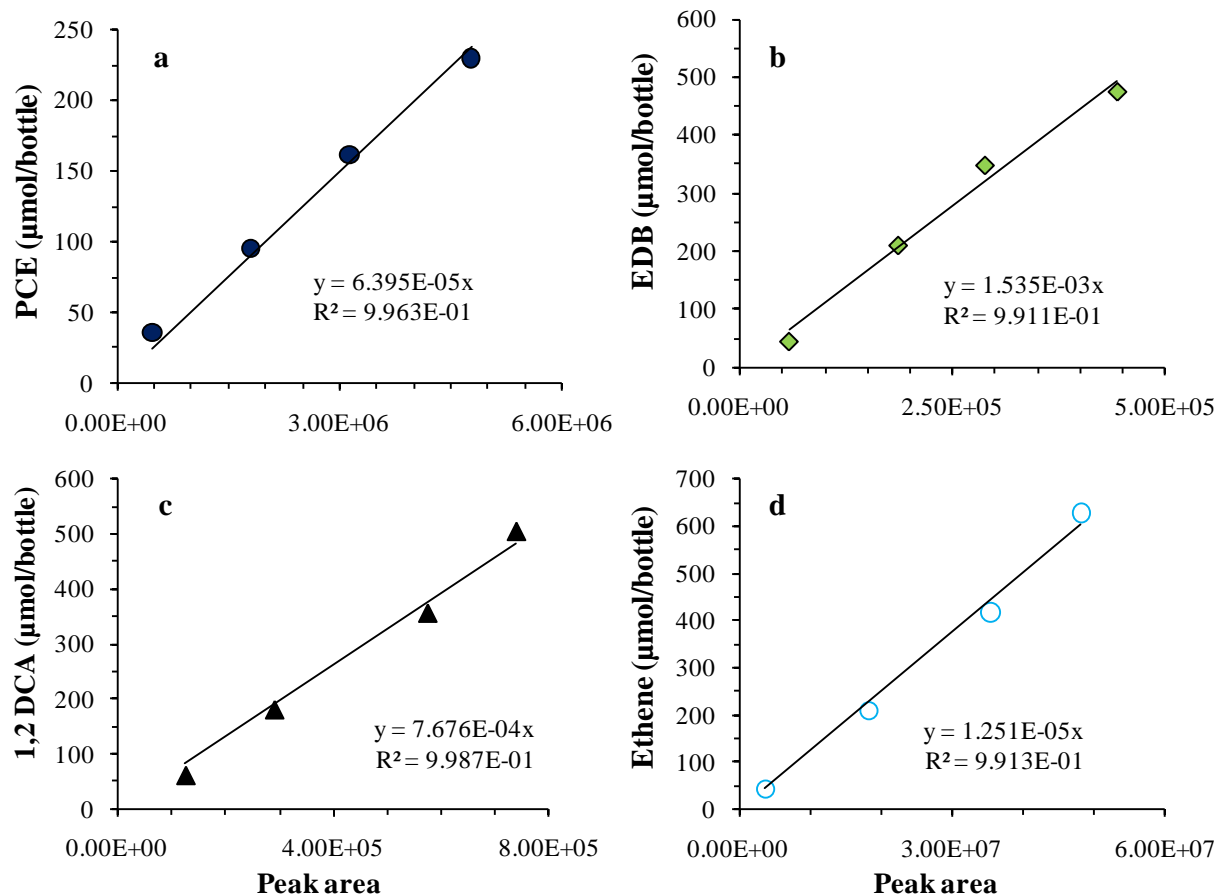 a
PCE (µmol/bottle)
250
200
150
100
50
0
y = 6.395E-05x
R² = 9.963E-01
0.00E+00 3.00E+06 6.00E+06
b
EDB (µmol/bottle)
600
500
400
300
200
100
0
y = 1.535E-03x
R² = 9.911E-01
0.00E+00 2.50E+05 5.00E+05
c
1,2 DCA (µmol/bottle)
600
500
400
300
200
100
0
y = 7.676E-04x
R² = 9.987E-01
0.00E+00 4.00E+05 8.00E+05
Peak area
d
Ethene (µmol/bottle)
700
600
500
400
300
200
100
0
y = 1.251E-05x
R² = 9.913E-01
0.00E+00 3.00E+07 6.00E+07
Peak area